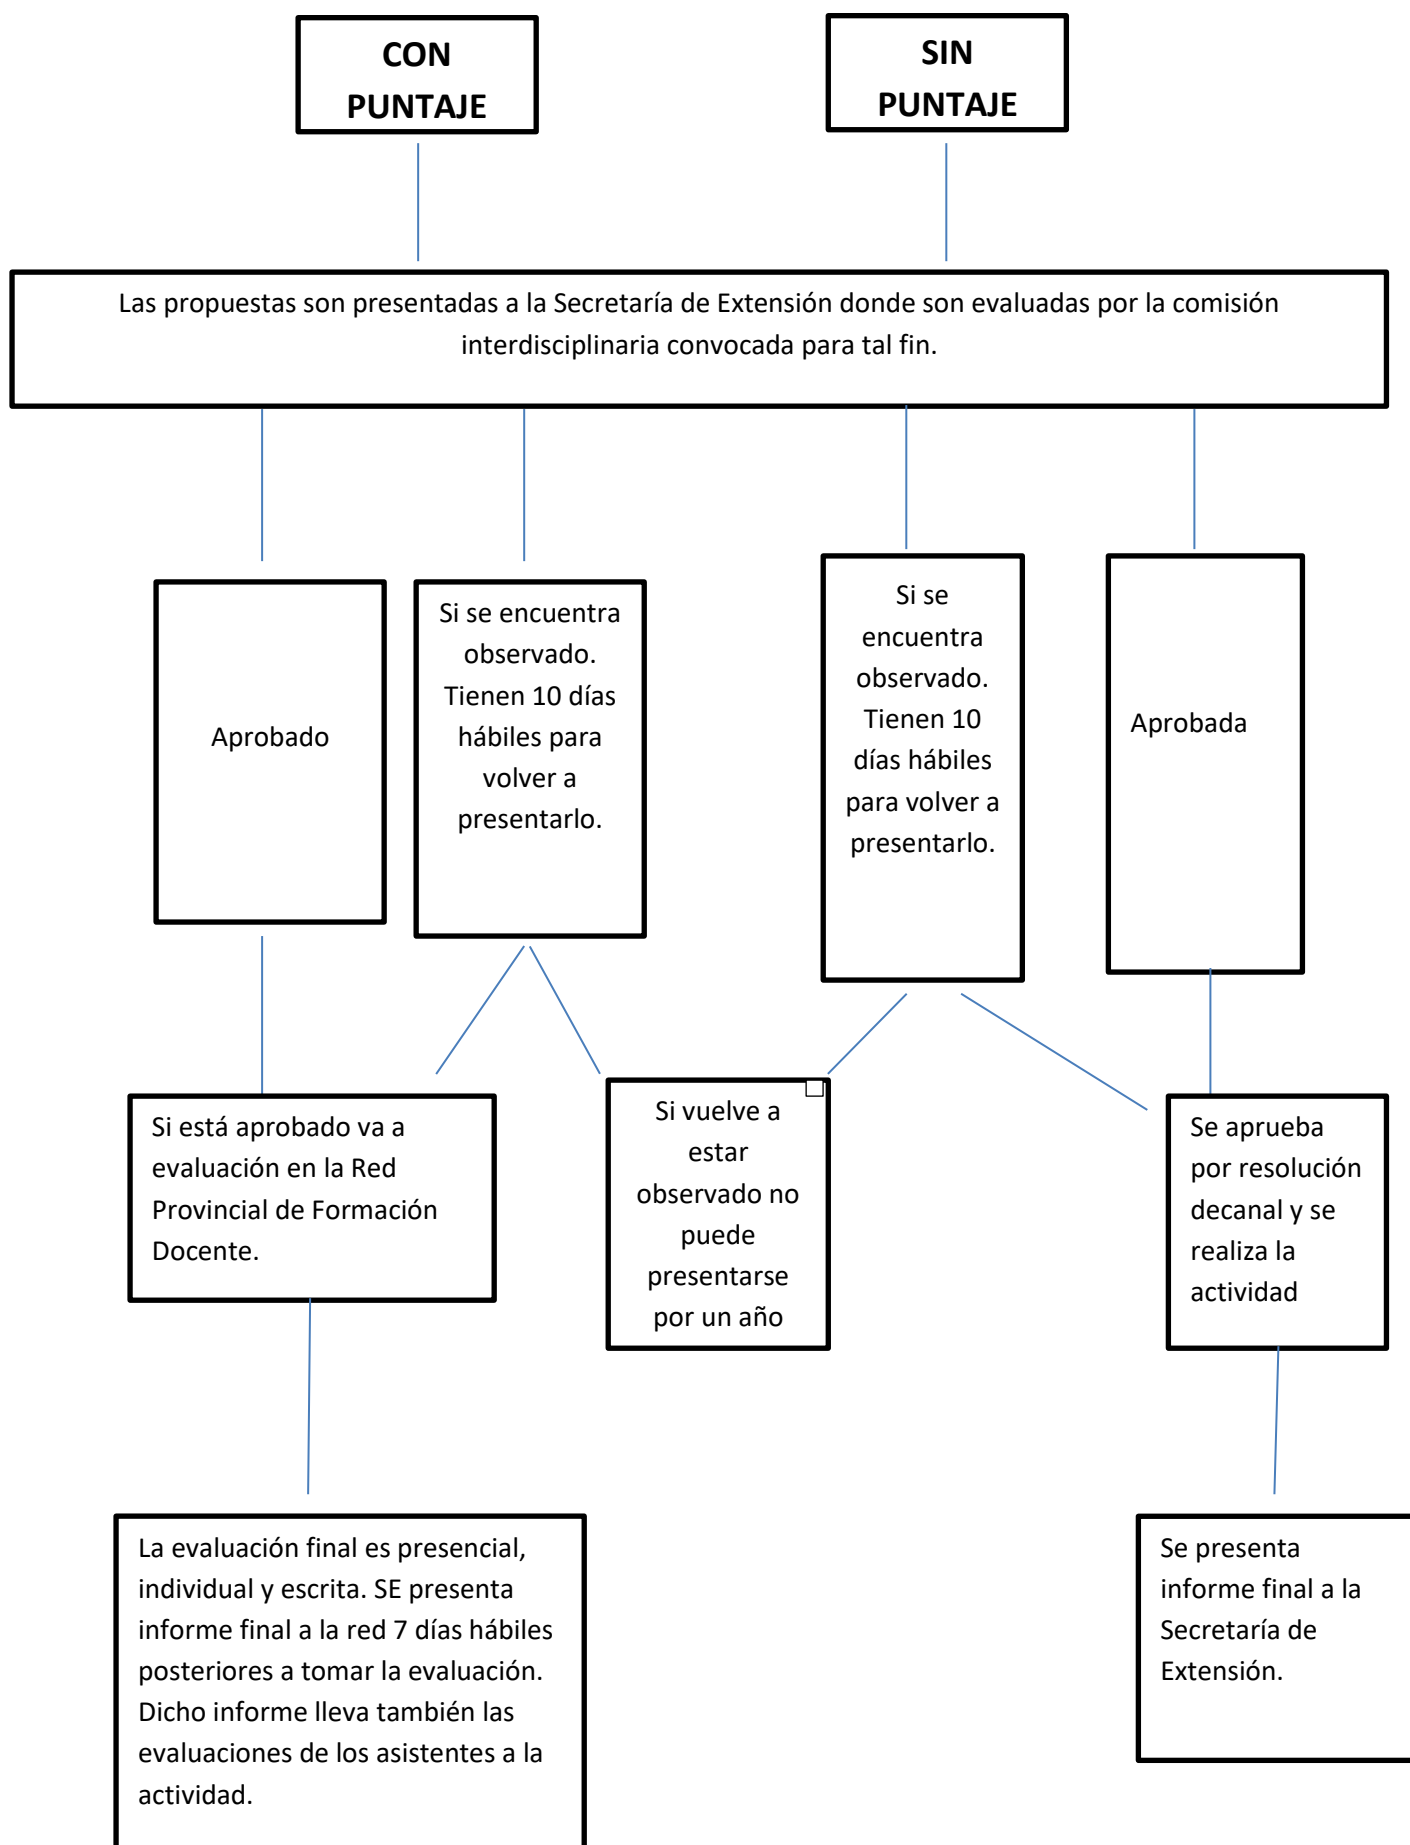 CON
PUNTAJE
SIN
PUNTAJE
Las propuestas son presentadas a la Secretaría de Extensión donde son evaluadas por la comisión
interdisciplinaria convocada para tal fin.
Aprobado
Si se encuentra
observado.
Tienen 10 días
hábiles para
volver a
presentarlo.
Si se
encuentra
observado.
Tienen 10
días hábiles
para volver a
presentarlo.
Aprobada
Si está aprobado va a
evaluación en la Red
Provincial de Formación
Docente.
Si vuelve a
estar
observado no
puede
presentarse
por un año
Se aprueba
por resolución
decanal y se
realiza la
actividad
La evaluación final es presencial,
individual y escrita. SE presenta
informe final a la red 7 días hábiles
posteriores a tomar la evaluación.
Dicho informe lleva también las
evaluaciones de los asistentes a la
actividad.
Se presenta
informe final a la
Secretaría de
Extensión.